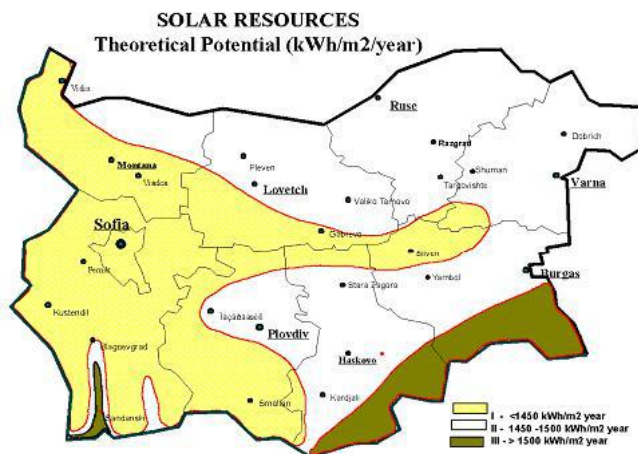 SOLAR RESOURCES
Theoretical Potential (kWh/m2/year)
Vidin
Ruse
Dobrich
Razgrad
Pleven
Montana
Vratca
Shuman
Targovishte
Varna
Lovetch
Valiko Tarnovo
Gabrovo
Sofia
Sliven
Pernik
Burgas
Yambol
Stara Zagora
Kustendil
Plovdiv
Blagoevgrad
Haskovo
Kardjali
Smolian
Sandanski
I - <1450 kWh/m2 year
II - 1450 -1500 kWh/m2 year
III - > 1500 kWh/m2 year